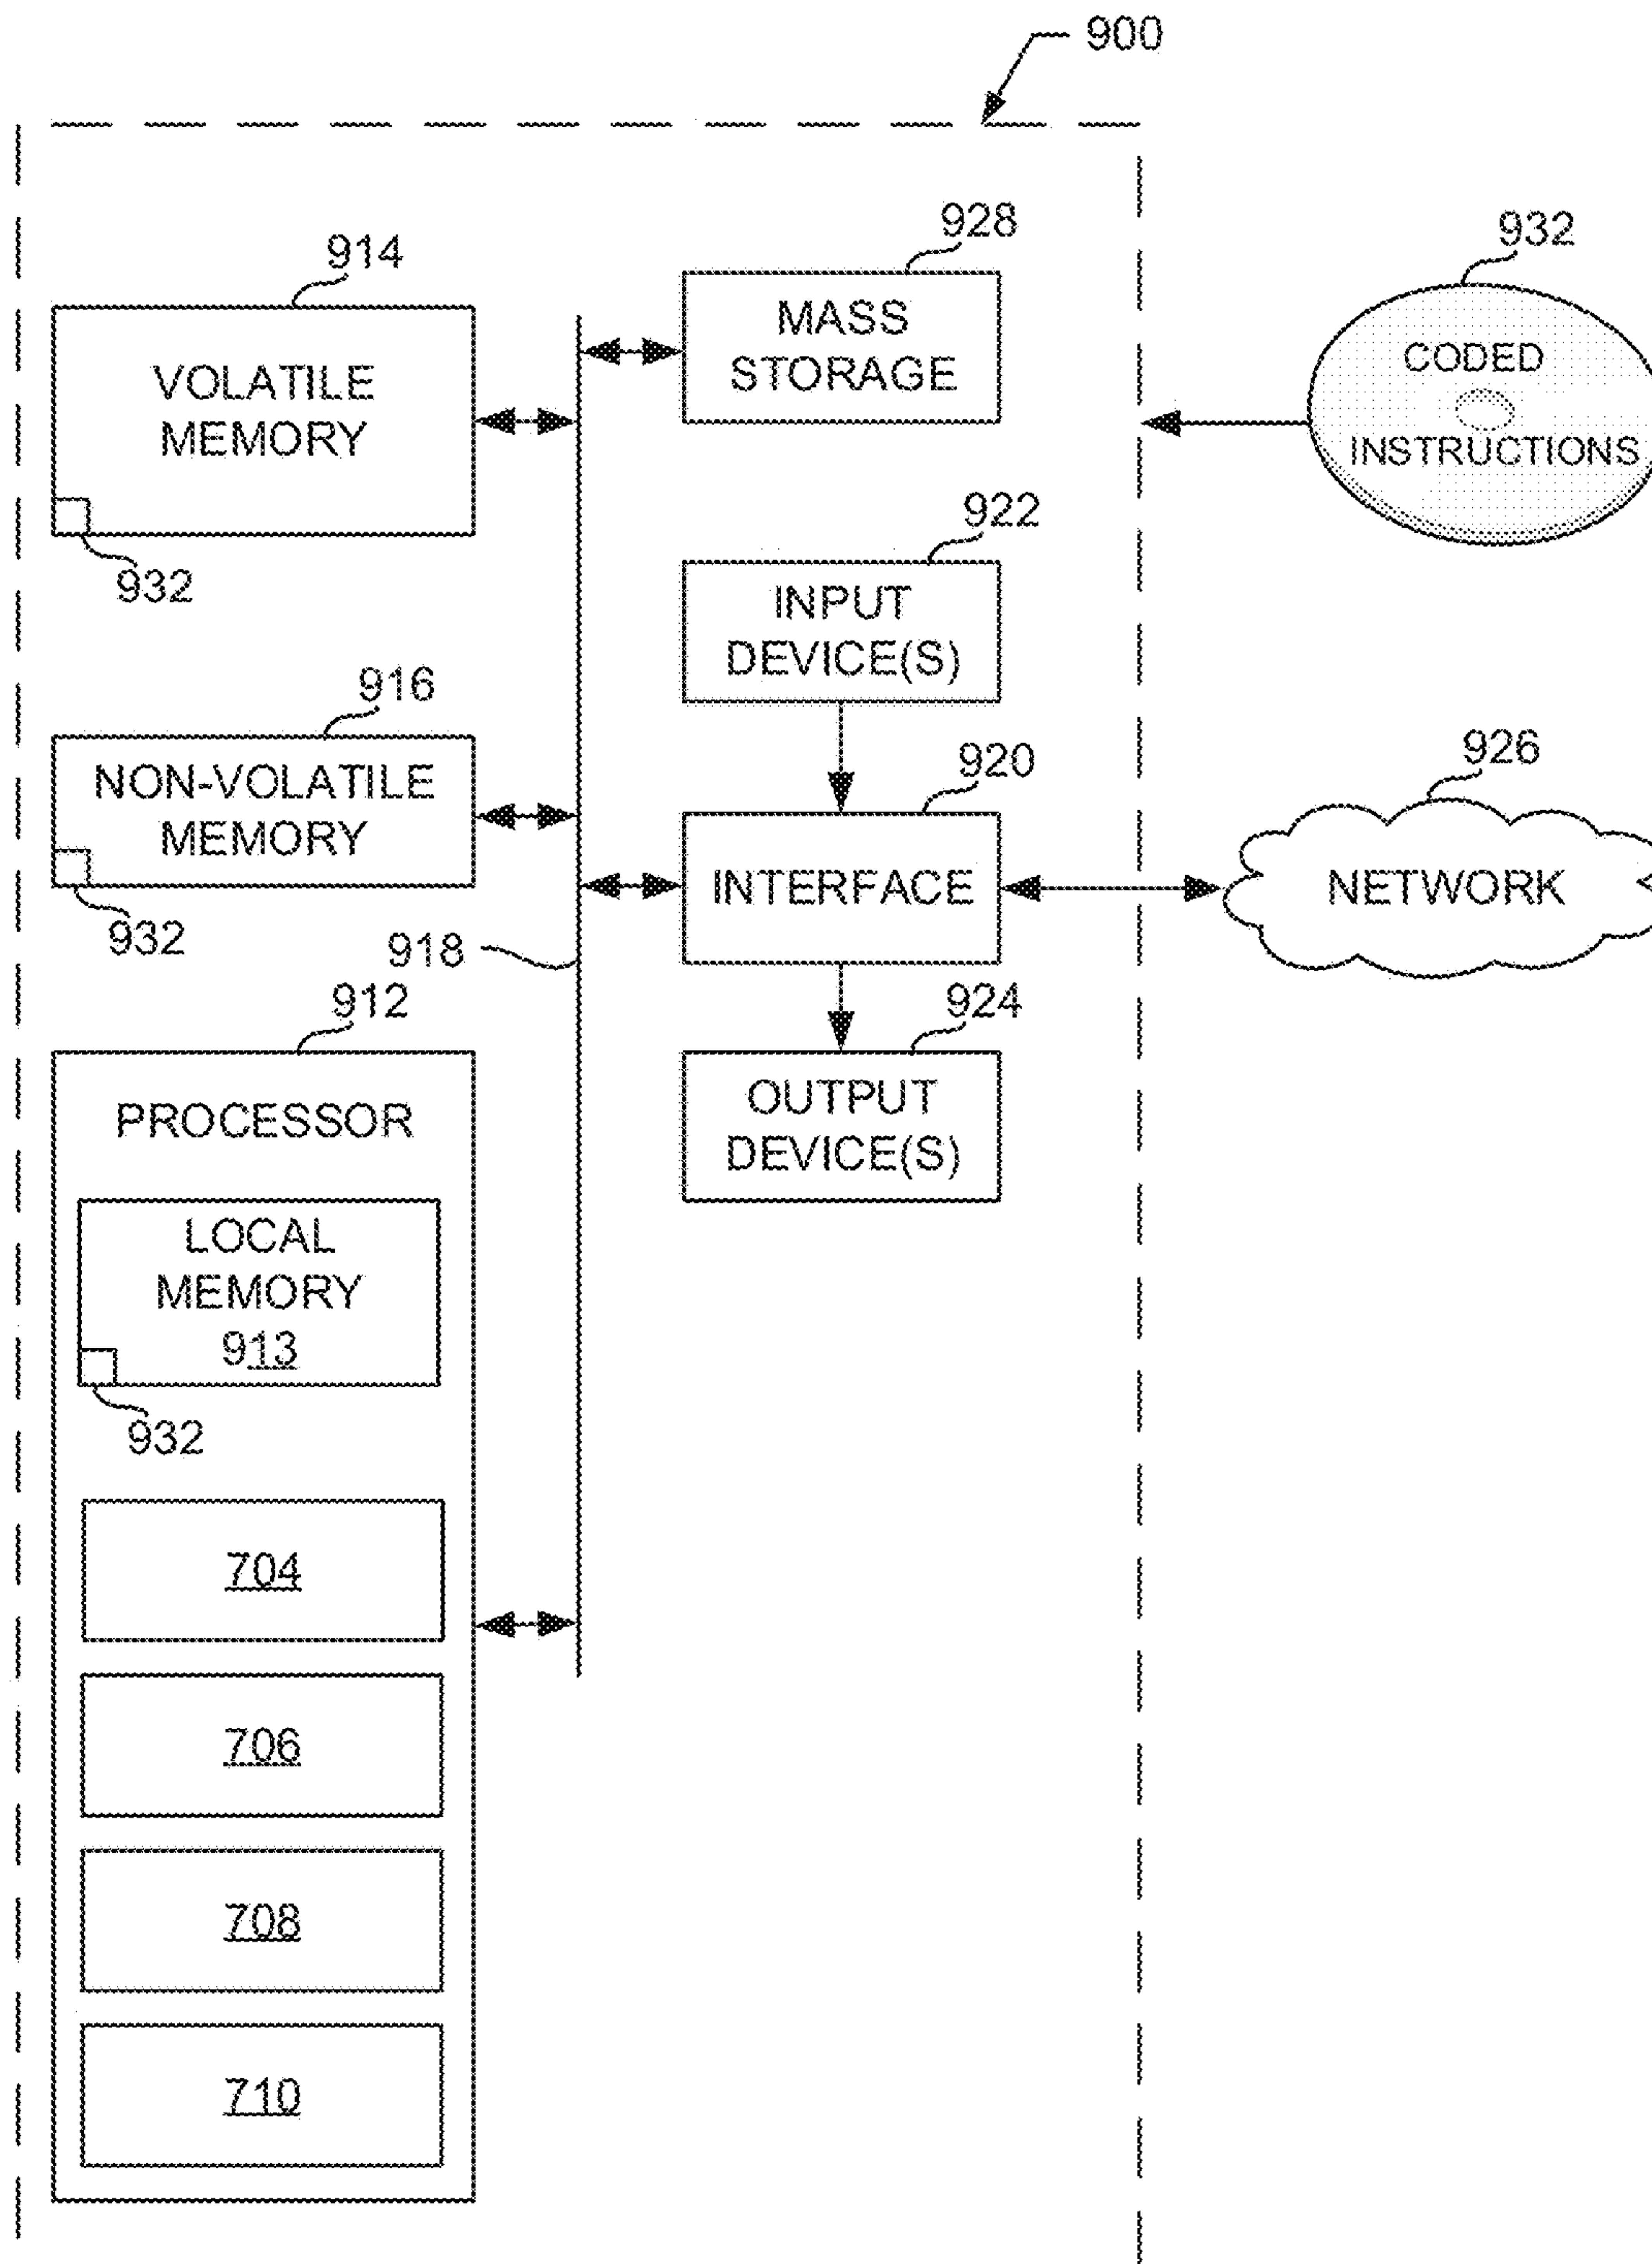 900
914
VOLATILE
MEMORY
932
928
MASS
STORAGE
932
CODED
INSTRUCTIONS
922
INPUT
DEVICE(S)
916
NON-VOLATILE
MEMORY
932
918
920
INTERFACE
926
NETWORK
924
OUTPUT
DEVICE(S)
912
PROCESSOR
LOCAL
MEMORY
913
932
704
706
708
710